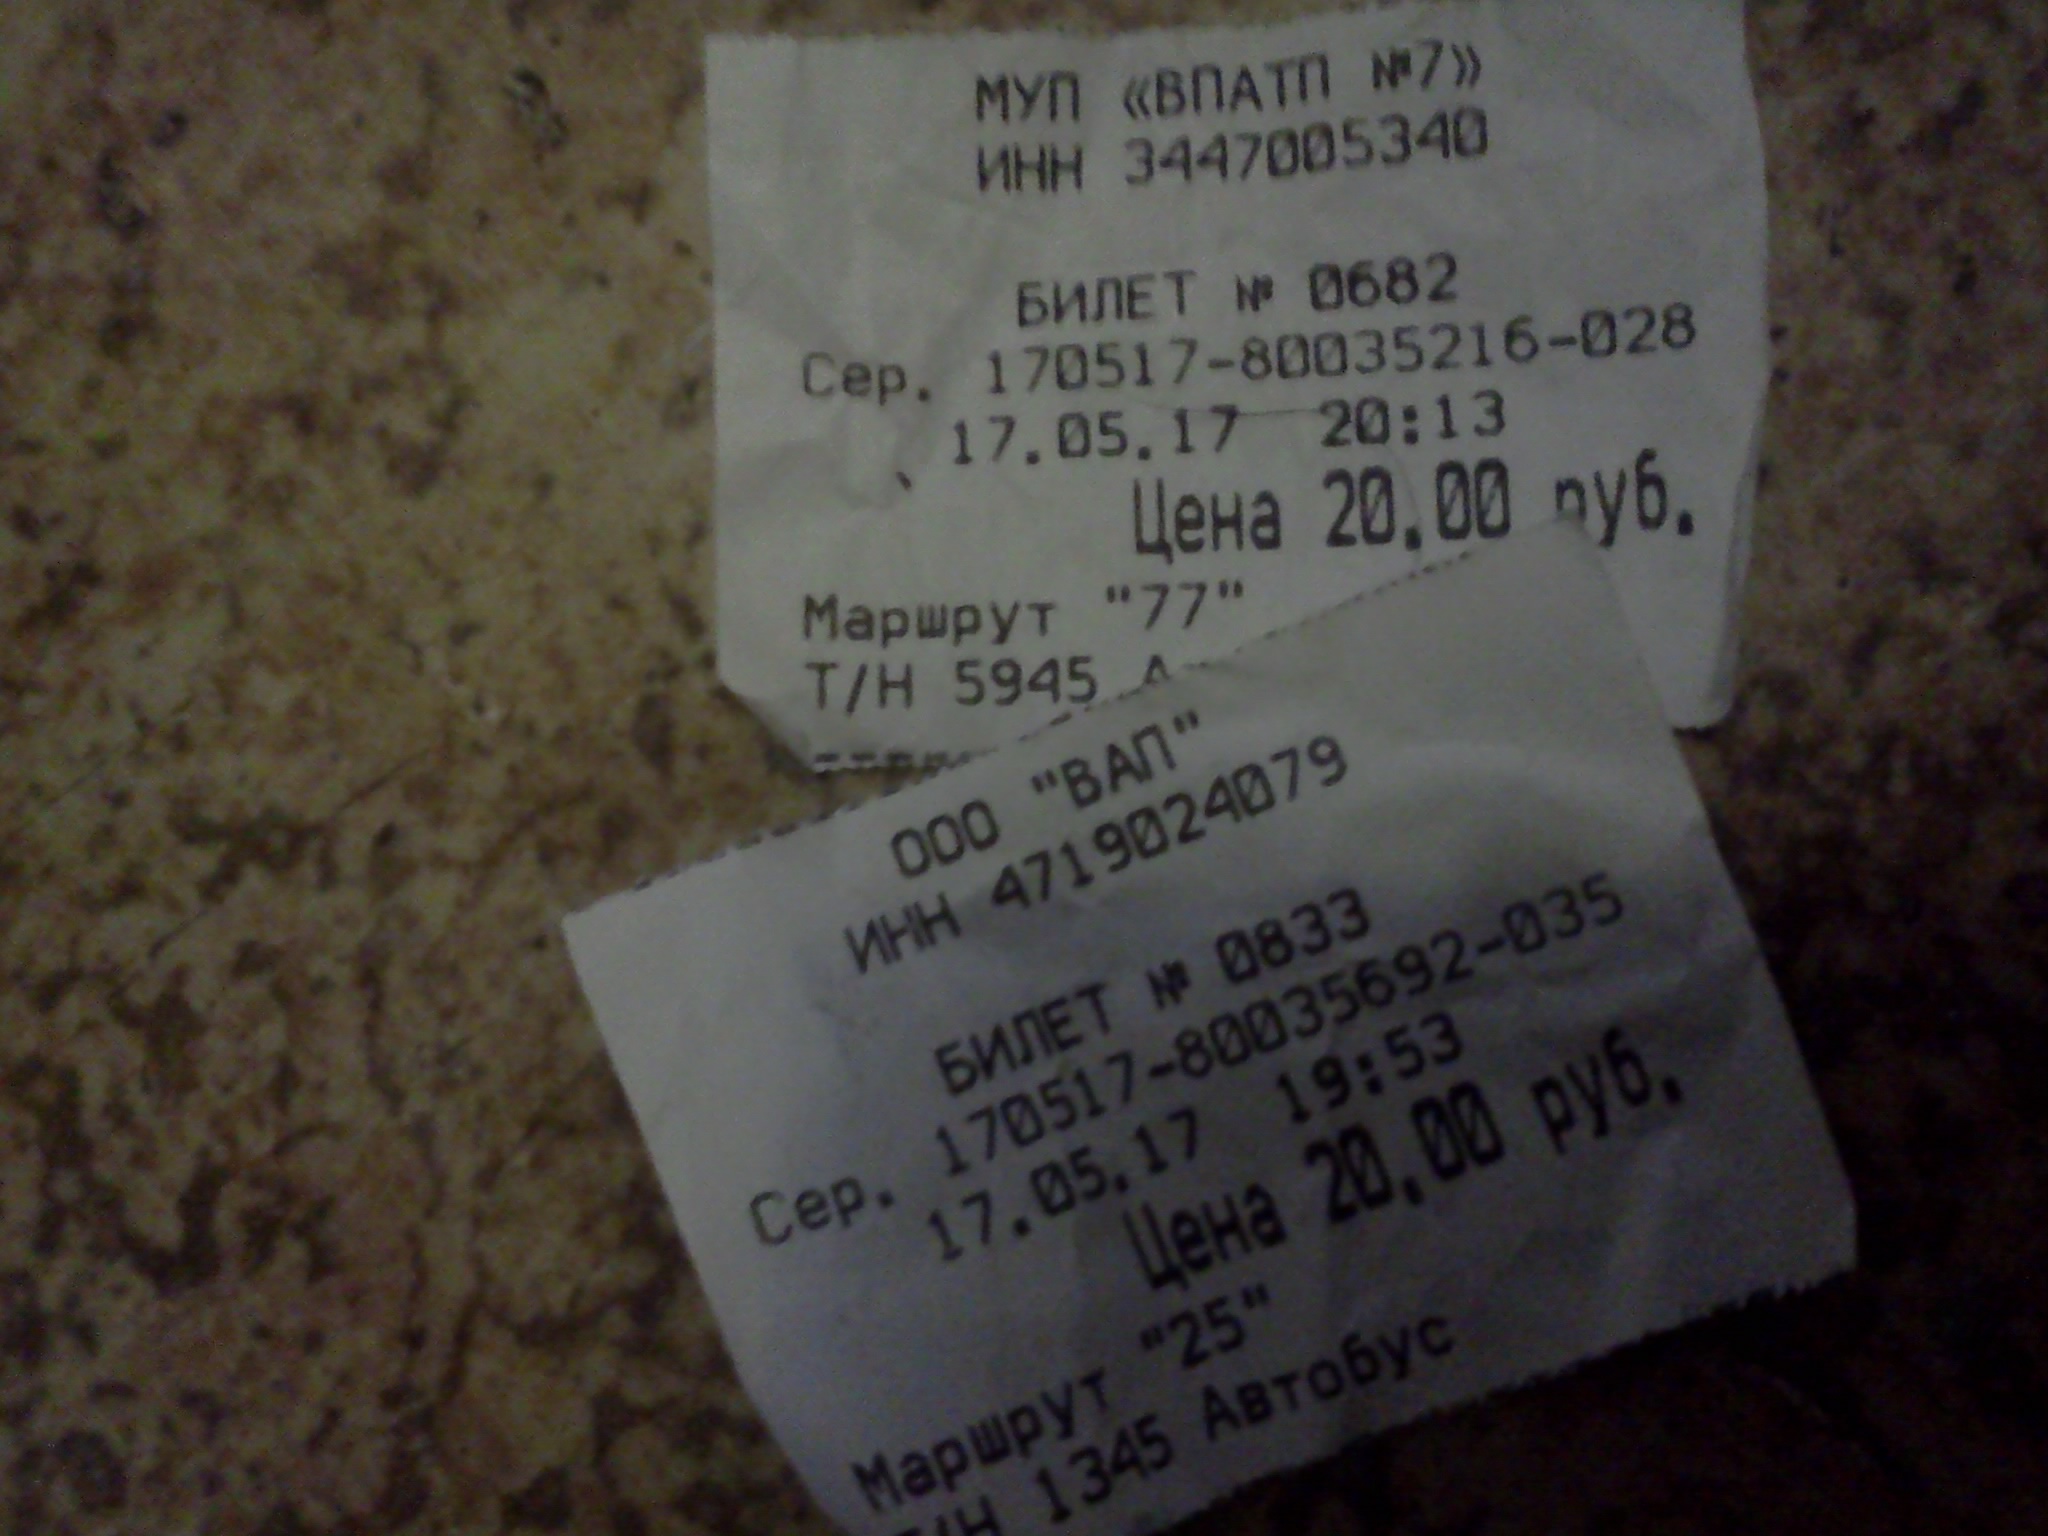 МУП «ВПАТП №7»
ИНН 3447005340
БИЛЕТ № 0682
Сер. 170517-80035216-028
17.05.17 20:13
Цена 20.00 руб.
Маршрут "77"
Т/Н 5945
ООО "ВАП"
ИНН 4719024079
БИЛЕТ № 0833
Сер. 170517-80035692-035
17.05.17 19:53
Цена 20.00 руб.
Маршрут "25"
Т/Н 1345 Автобус